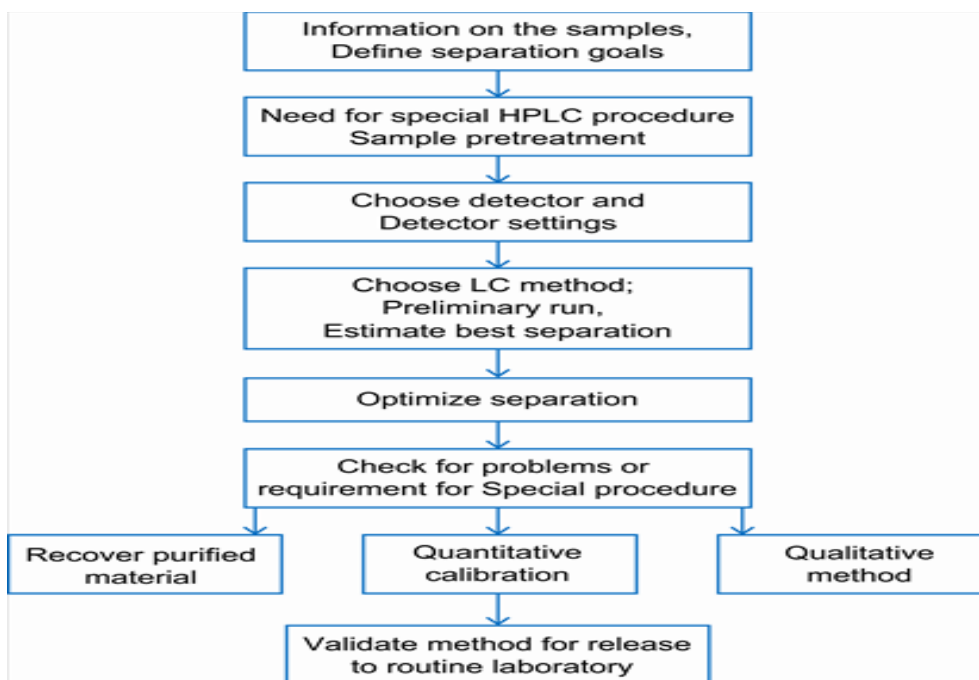 Information on the samples,
Define separation goals
Need for special HPLC procedure
Sample pretreatment
Choose detector and
Detector settings
Choose LC method;
Preliminary run,
Estimate best separation
Optimize separation
Check for problems or
requirement for Special procedure
Recover purified
material
Quantitative
calibration
Qualitative
method
Validate method for release
to routine laboratory